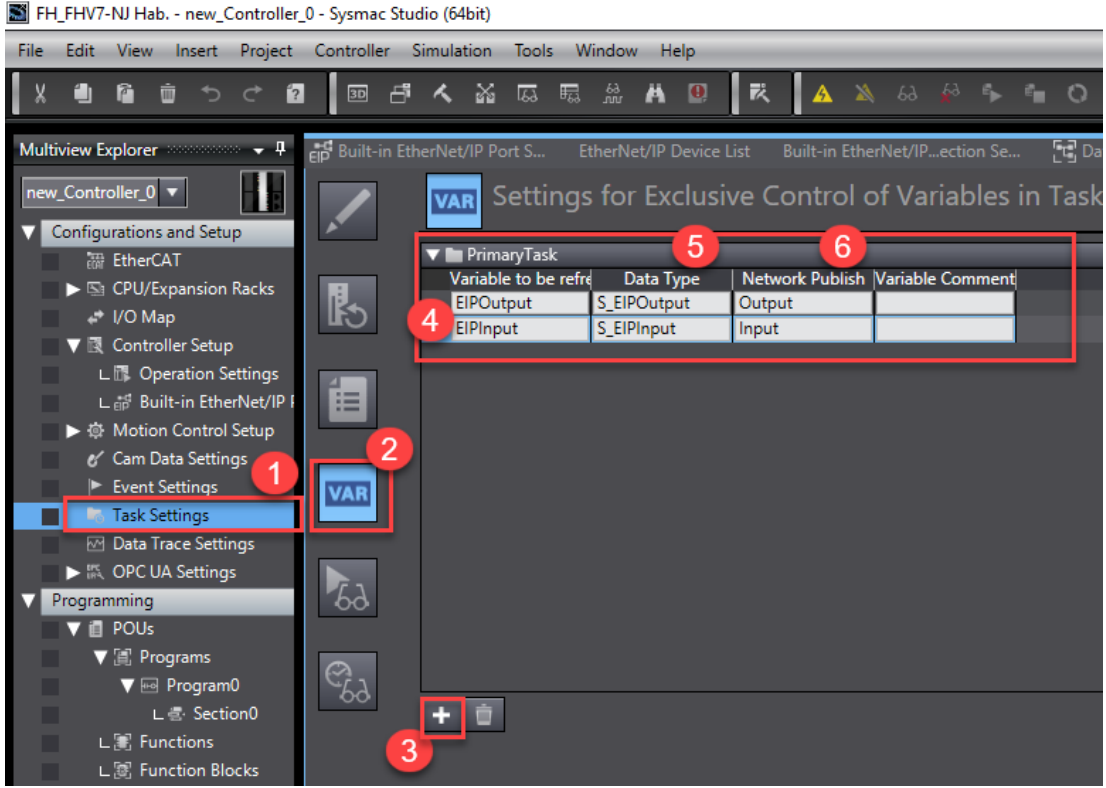 FH_FHV7-NJ Hab. - new_Controller_0 - Sysmac Studio (64bit)
File Edit View Insert Project Controller Simulation Tools Window Help
3D
Multiview Explorer
new_Controller_0
Configurations and Setup
EtherCAT
CPU/Expansion Racks
I/O Map
Controller Setup
Operation Settings
Built-in EtherNet/IP
Motion Control Setup
Cam Data Settings
Event Settings
1
Task Settings
Data Trace Settings
OPC UA Settings
Programming
POUs
Programs
Program0
Section0
Functions
Function Blocks
2
VAR
EIP Built-in EtherNet/IP Port S... EtherNet/IP Device List Built-in EtherNet/IP...ection Se... Da
VAR Settings for Exclusive Control of Variables in Task
5 6
PrimaryTask
Variable to be refre Data Type Network Publish Variable Comment
EIPOutput S_EIPOutput Output
4 EIPInput S_EIPInput Input
+
3